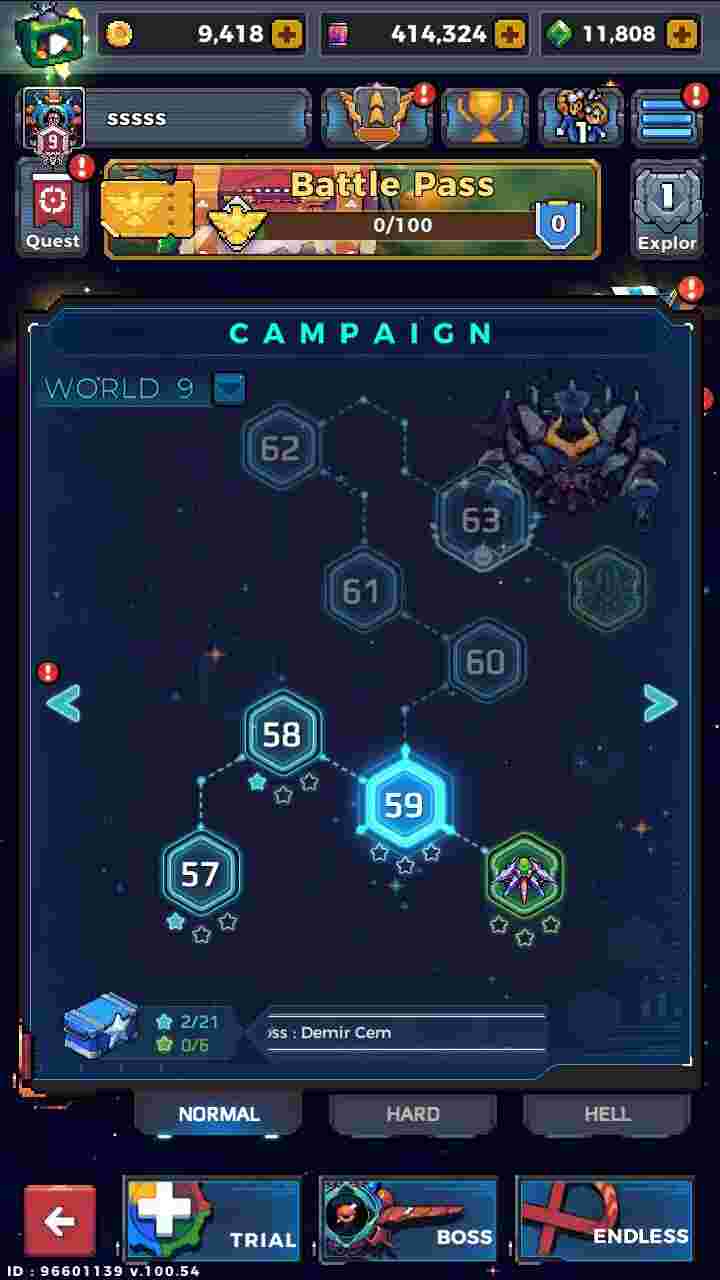 9,418
414,324
11,808
9
sssss
1
Quest
Battle Pass
0/100
0
1
Explor
CAMPAIGN
WORLD 9
62
63
61
60
58
59
57
2/21
0/6
oss : Demir Cem
NORMAL
HARD
HELL
TRIAL
BOSS
ENDLESS
ID : 96601139 v.100.54